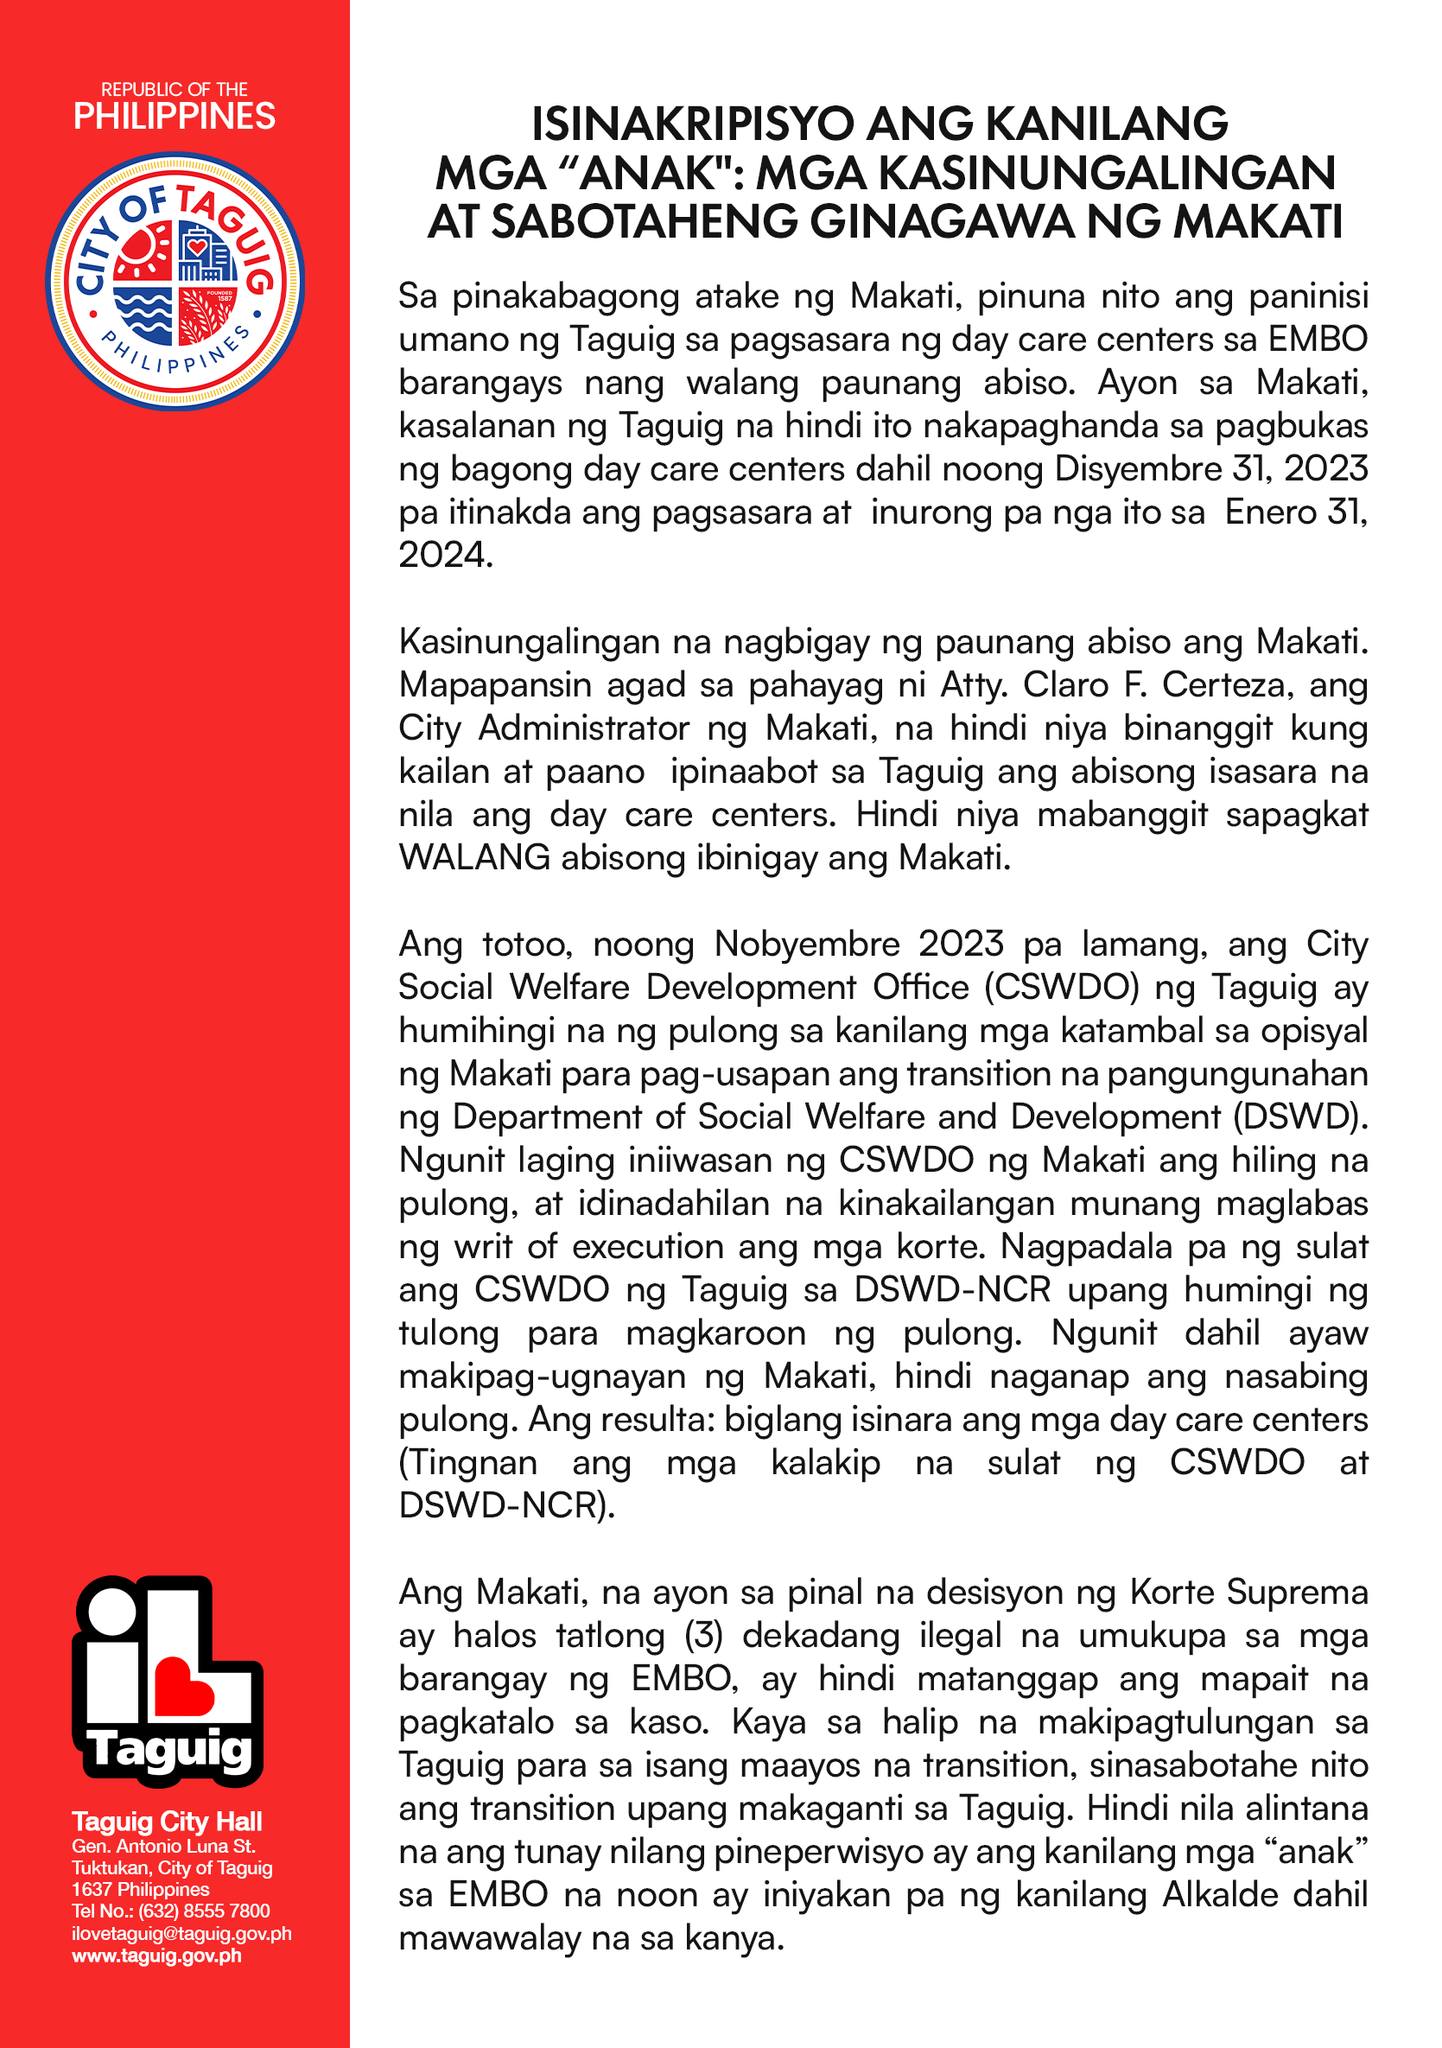 REPUBLIC OF THE
PHILIPPINES
CITY OF TAGUIG
FOUNDED
1587
PHILIPPINES
ISINAKRIPISYO ANG KANILANG
MGA “ANAK": MGA KASINUNGALINGAN
AT SABOTAHENG GINAGAWA NG MAKATI
Sa pinakabagong atake ng Makati, pinuna nito ang paninisi
umano ng Taguig sa pagsasara ng day care centers sa EMBO
barangays nang walang paunang abiso. Ayon sa Makati,
kasalanan ng Taguig na hindi ito nakapaghanda sa pagbukas
ng bagong day care centers dahil noong Disyembre 31, 2023
pa itinakda ang pagsasara at inurong pa nga ito sa Enero 31,
2024.
Kasinungalingan na nagbigay ng paunang abiso ang Makati.
Mapapansin agad sa pahayag ni Atty. Claro F. Certeza, ang
City Administrator ng Makati, na hindi niya binanggit kung
kailan at paano ipinaabot sa Taguig ang abisong isasara na
nila ang day care centers. Hindi niya mabanggit sapagkat
WALANG abisong ibinigay ang Makati.
Ang totoo, noong Nobyembre 2023 pa lamang, ang City
Social Welfare Development Office (CSWDO) ng Taguig ay
humihingi na ng pulong sa kanilang mga katambal sa opisyal
ng Makati para pag-usapan ang transition na pangungunahan
ng Department of Social Welfare and Development (DSWD).
Ngunit laging iniiwasan ng CSWDO ng Makati ang hiling na
pulong, at idinadahilan na kinakailangan munang maglabas
ng writ of execution ang mga korte. Nagpadala pa ng sulat
ang CSWDO ng Taguig sa DSWD-NCR upang humingi ng
tulong para magkaroon ng pulong. Ngunit dahil ayaw
makipag-ugnayan ng Makati, hindi naganap ang nasabing
pulong. Ang resulta: biglang isinara ang mga day care centers
(Tingnan ang mga kalakip na sulat ng CSWDO at
DSWD-NCR).
Ang Makati, na ayon sa pinal na desisyon ng Korte Suprema
ay halos tatlong (3) dekadang ilegal na umukupa sa mga
barangay ng EMBO, ay hindi matanggap ang mapait na
pagkatalo sa kaso. Kaya sa halip na makipagtulungan sa
Taguig para sa isang maayos na transition, sinasabotahe nito
ang transition upang makaganti sa Taguig. Hindi nila alintana
na ang tunay nilang pineperwisyo ay ang kanilang mga “anak”
sa EMBO na noon ay iniyakan pa ng kanilang Alkalde dahil
mawawalay na sa kanya.
iL
Taguig
Taguig City Hall
Gen. Antonio Luna St.
Tuktukan, City of Taguig
1637 Philippines
Tel No.: (632) 8555 7800
ilovetaguig@taguig.gov.ph
www.taguig.gov.ph